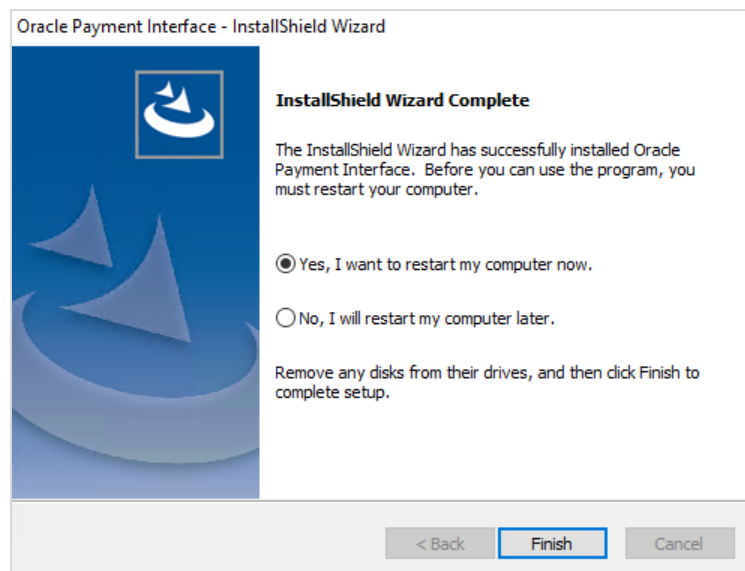 Oracle Payment Interface - InstallShield Wizard
InstallShield Wizard Complete
The InstallShield Wizard has successfully installed Oracle
Payment Interface.  Before you can use the program, you
must restart your computer.
Yes, I want to restart my computer now.
No, I will restart my computer later.
Remove any disks from their drives, and then click Finish to
complete setup.
< Back
Finish
Cancel